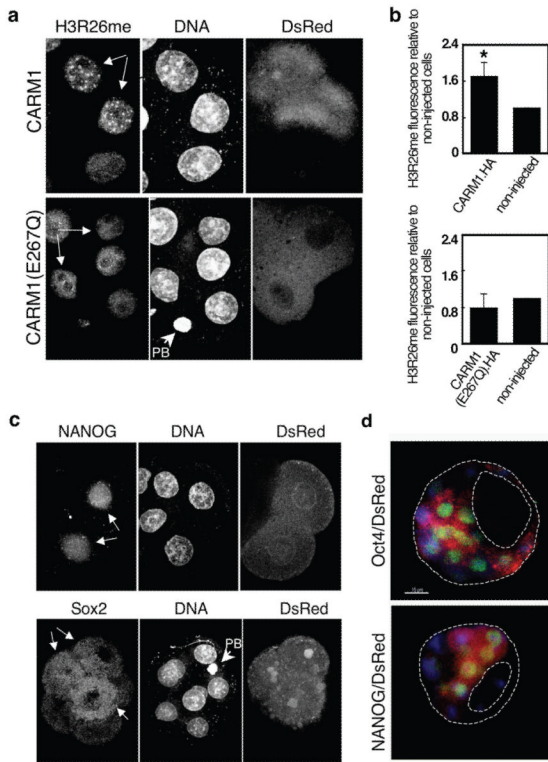 a
H3R26me
DNA
DsRed
CARM1
CARM1(E267Q)
PB
b
H3R26me fluorescence relative to
non-injected cells
2.4
1.6
0.8
0
*
CARM1.HA
non-injected
H3R26me fluorescence relative to
non-injected cells
2.4
1.6
0.8
0
CARM1
(E267Q).HA
non-injected
c
NANOG
DNA
DsRed
Sox2
DNA
DsRed
PB
d
Oct4/DsRed
NANOG/DsRed